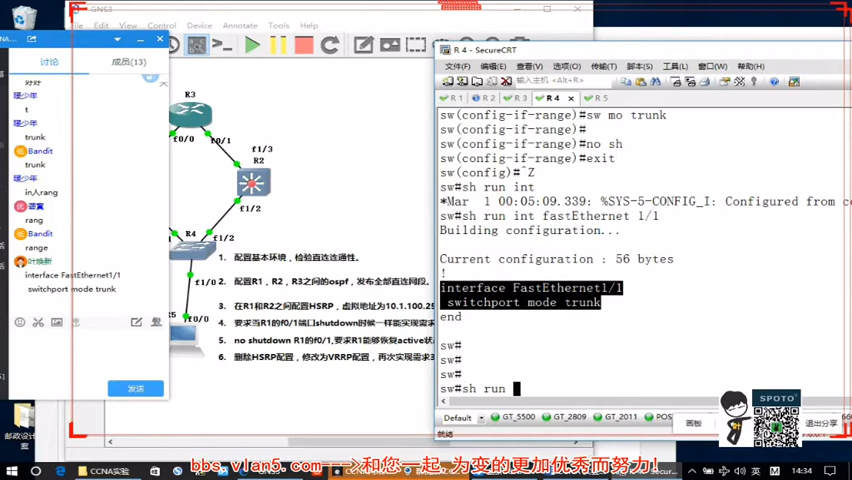 GNS3
Edit View Control Device Annotate Tools Help
讨论
成员(13)
好好
暖少年
t
暖少年
trunk
Bandit
trunk
暖少年
in人rang
rang
Bandit
range
叶焕新
interface FastEthernet1/1
switchport mode trunk
发送
R3
f0/0
f0/1
f1/3
R2
f1/2
R4
f1/2
f1/0
f0/0
1. 配置基本环境，检验直连连通性。
2. 配置R1，R2，R3之间的ospf，发布全部直连网段。
3. 在R1和R2之间配置HSRP，虚拟地址为10.1.100.25
4. 要求当R1的f0/1端口shutdown时候一样能实现需求
5. no shutdown R1的f0/1,要求R1能够恢复active状
6. 删除HSRP配置，修改为VRRP配置，再次实现需求3
R 4 - SecureCRT
文件(F) 编辑(E) 查看(V) 选项(O) 传输(T) 脚本(S) 工具(L) 窗口(W) 帮助(H)
输入主机 <Alt+R>
R 1 R 2 R 3 R 4 × R 5
sw(config-if-range)#sw mo trunk
sw(config-if-range)#
sw(config-if-range)#no sh
sw(config-if-range)#exit
sw(config)#^Z
sw#sh run int
*Mar 1 00:05:09.339: %SYS-5-CONFIG_I: Configured from co
sw#sh run int fastEthernet 1/1
Building configuration...
Current configuration : 56 bytes
!
interface FastEthernet1/1
switchport mode trunk
end
sw#
sw#
sw#
sw#sh run
Default GT_5500 GT_2809 GT_2011
就绪
画板
SPOTO
退出分享
邮政设计
CCNA实验
bbs.vlan5.com--->和您一起 为变的更加优秀而努力!
SecureCRT
英
14:34